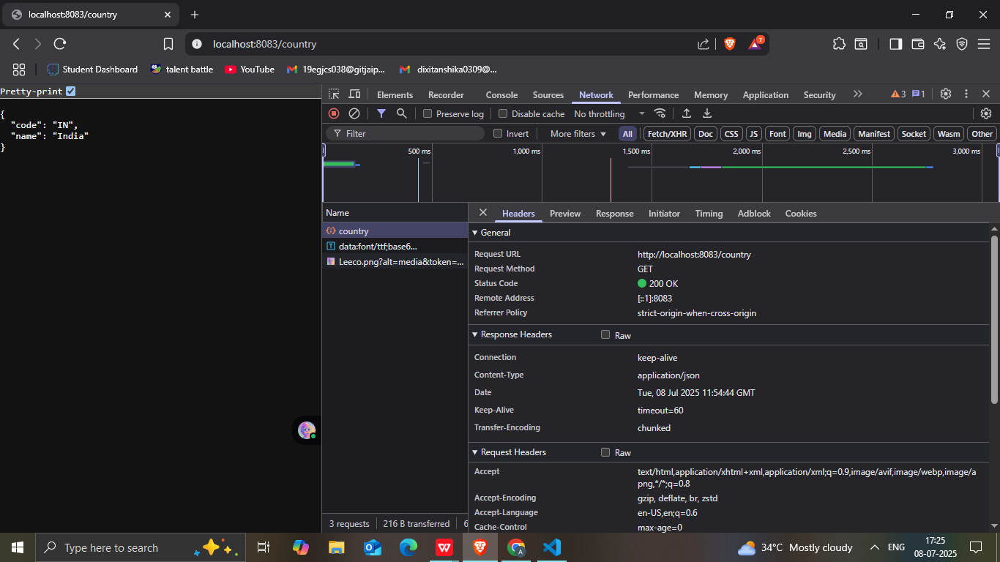 localhost:8083/country
localhost:8083/country
7
Student Dashboard
talent battle
YouTube
19egjcs038@gitjaip...
dixitanshika0309@...
Pretty-print
{
"code": "IN",
"name": "India"
}
Elements
Recorder
Console
Sources
Network
Performance
Memory
Application
Security
3
1
Preserve log
Disable cache
No throttling
Filter
Invert
More filters
All
Fetch/XHR
Doc
CSS
JS
Font
Img
Media
Manifest
Socket
Wasm
Other
500 ms
1,000 ms
1,500 ms
2,000 ms
2,500 ms
3,000 ms
Name
country
data:font/ttf;base6...
Leeco.png?alt=media&token=...
3 requests
216 B transferred
6
Headers
Preview
Response
Initiator
Timing
Adblock
Cookies
General
Request URL
http://localhost:8083/country
Request Method
GET
Status Code
200 OK
Remote Address
[::1]:8083
Referrer Policy
strict-origin-when-cross-origin
Response Headers
Raw
Connection
keep-alive
Content-Type
application/json
Date
Tue, 08 Jul 2025 11:54:44 GMT
Keep-Alive
timeout=60
Transfer-Encoding
chunked
Request Headers
Raw
Accept
text/html,application/xhtml+xml,application/xml;q=0.9,image/avif,image/webp,image/a
png,*/*;q=0.8
Accept-Encoding
gzip, deflate, br, zstd
Accept-Language
en-US,en;q=0.6
Cache-Control
max-age=0
Type here to search
34°C Mostly cloudy
ENG
17:25
08-07-2025